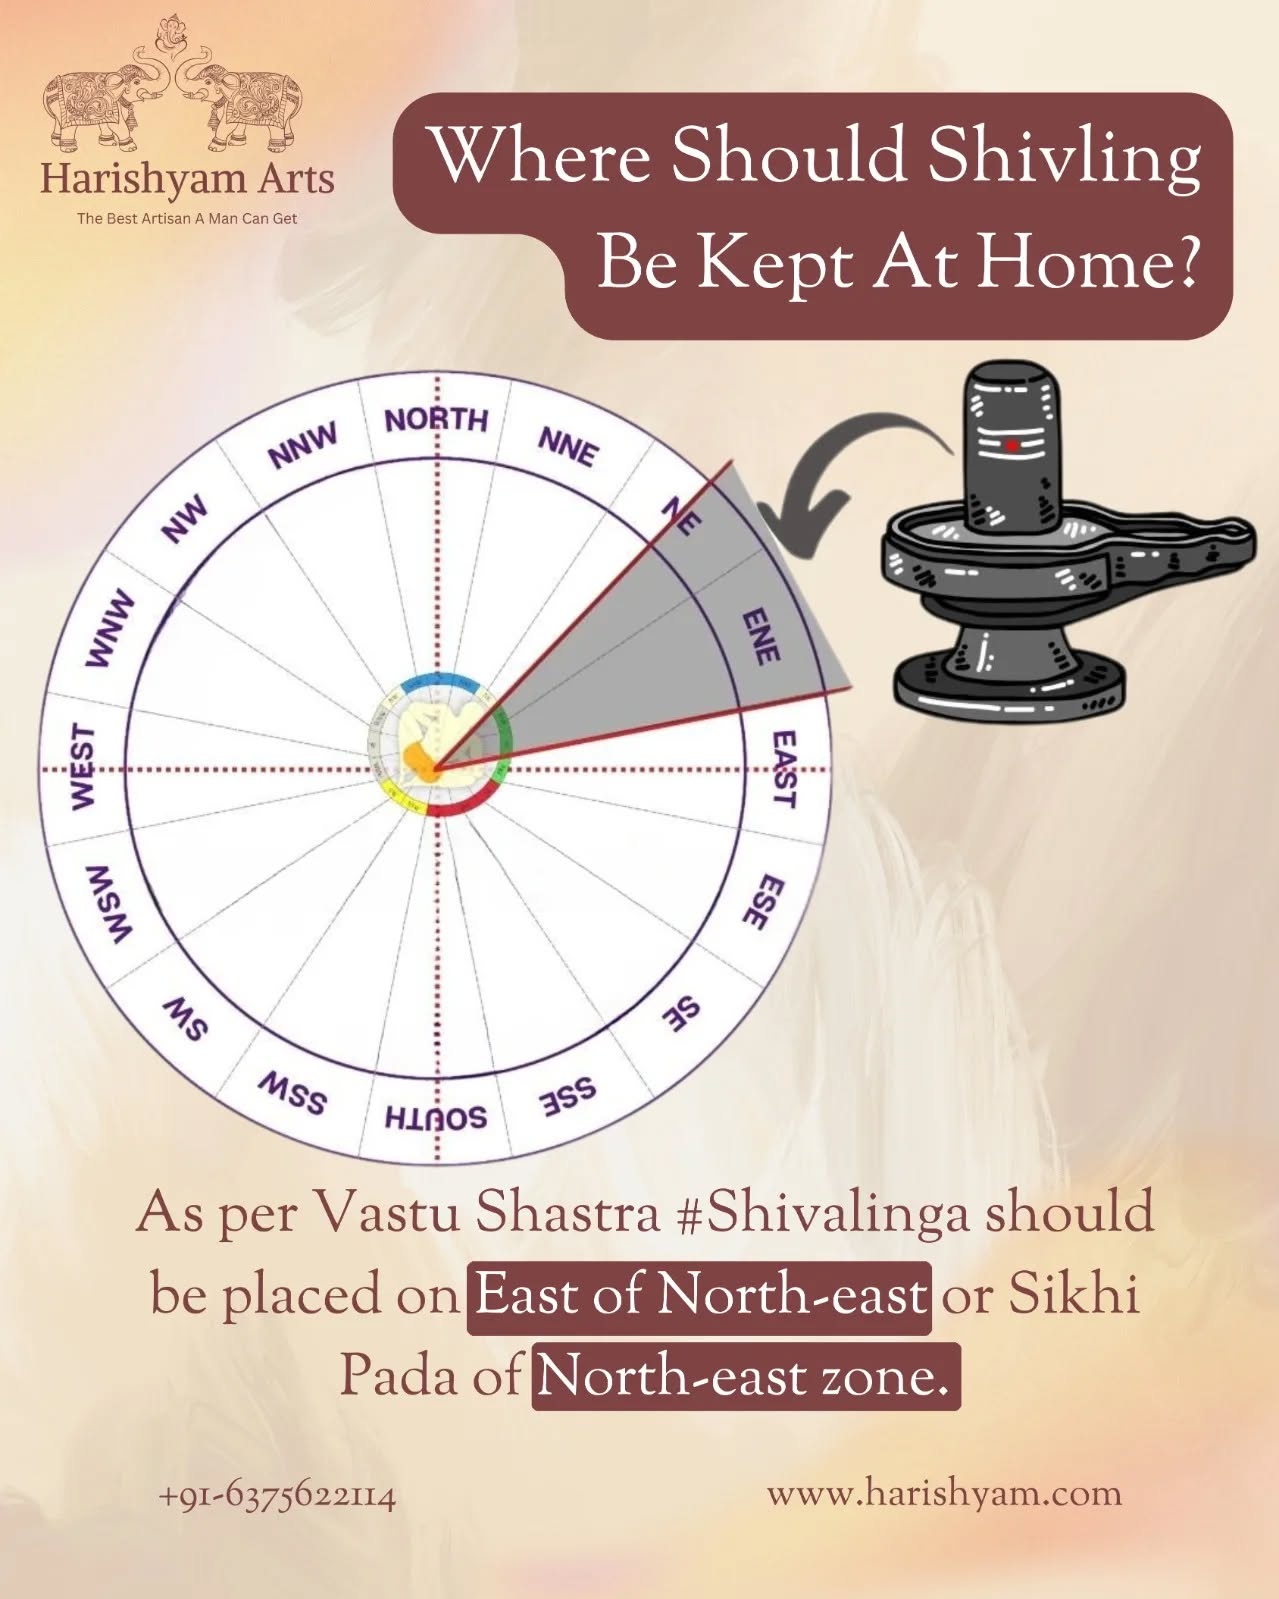 Harishyam Arts
The Best Artisan A Man Can Get
Where Should Shivling
Be Kept At Home?
NORTH
NNE
NE
ENE
EAST
ESE
SE
SSE
SOUTH
SSW
SW
WSW
WEST
WNW
NW
NNW
As per Vastu Shastra #Shivalinga should
be placed on East of North-east or Sikhi
Pada of North-east zone.
+91-6375622114
www.harishyam.com